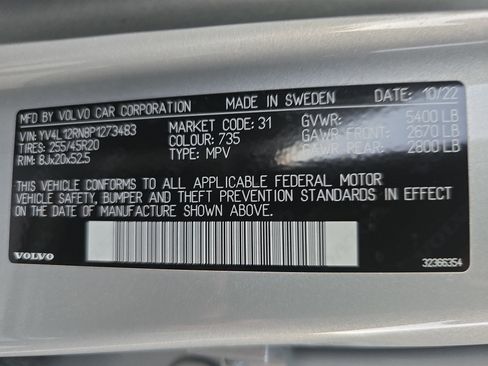 MFD BY VOLVO CAR CORPORATION MADE IN SWEDEN DATE: 10/22
VIN: YV4L12RN8P1273483 MARKET CODE: 31 GVWR: 5400 LB
TIRES: 255/45R20 COLOUR: 735 GAWR FRONT: 2670 LB
RIM: 8Jx20x52.5 TYPE: MPV GAWR REAR: 2800 LB
THIS VEHICLE CONFORMS TO ALL APPLICABLE FEDERAL MOTOR
VEHICLE SAFETY, BUMPER AND THEFT PREVENTION STANDARDS IN EFFECT
ON THE DATE OF MANUFACTURE SHOWN ABOVE.
VOLVO 32366354